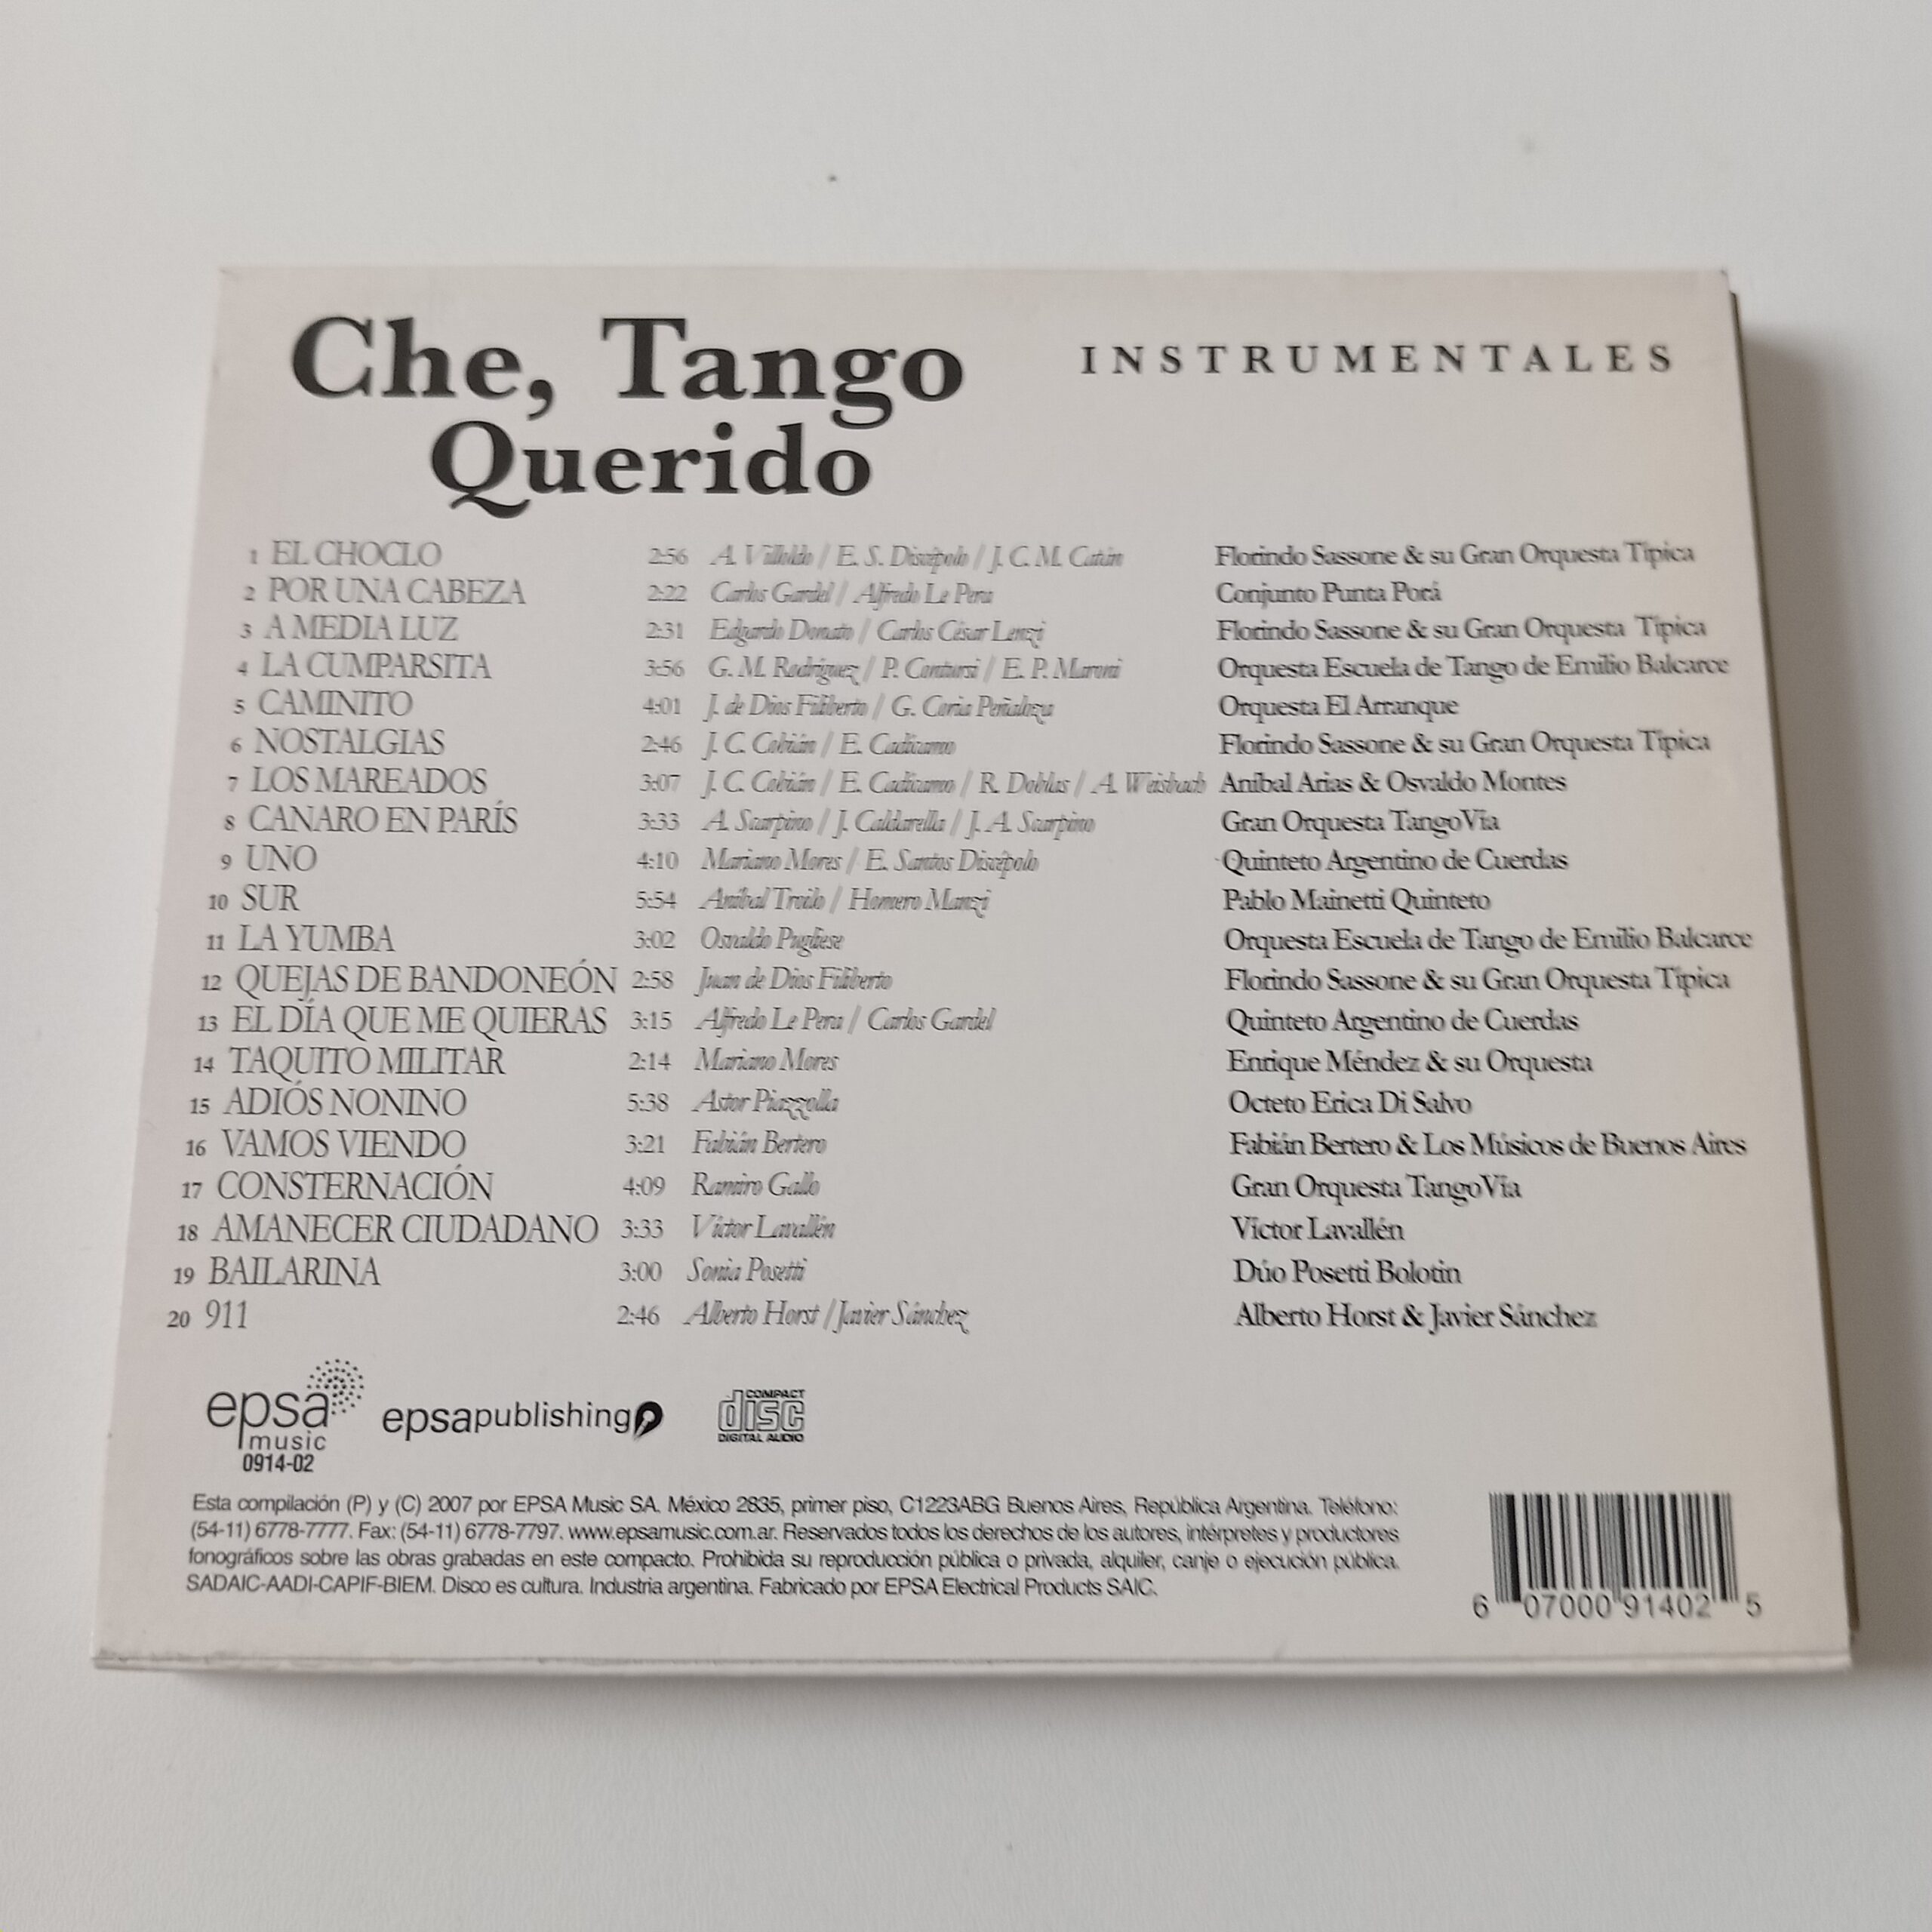 Che, Tango
Querido
INSTRUMENTALES
1 EL CHOCLO 2:56 A. Villoldo / E. S. Discépolo / J. C. M. Catán Florindo Sassone & su Gran Orquesta Típica
2 POR UNA CABEZA 2:22 Carlos Gardel / Alfredo Le Pera Conjunto Punta Porá
3 A MEDIA LUZ 2:31 Edgardo Donato / Carlos César Lenzi Florindo Sassone & su Gran Orquesta Típica
4 LA CUMPARSITA 3:56 G. M. Rodríguez / P. Contursi / E. P. Maroni Orquesta Escuela de Tango de Emilio Balcarce
5 CAMINITO 4:01 J. de Dios Filiberto / G. Coria Peñaloza Orquesta El Arranque
6 NOSTALGIAS 2:46 J. C. Cobián / E. Cadícamo Florindo Sassone & su Gran Orquesta Típica
7 LOS MAREADOS 3:07 J. C. Cobián / E. Cadícamo / R. Doblas / A. Weisbach Aníbal Arias & Osvaldo Montes
8 CANARO EN PARÍS 3:33 A. Scarpino / J. Caldarella / J. A. Scarpino Gran Orquesta TangoVia
9 UNO 4:10 Mariano Mores / E. Santos Discépolo Quinteto Argentino de Cuerdas
10 SUR 5:54 Aníbal Troilo / Homero Manzi Pablo Mainetti Quinteto
11 LA YUMBA 3:02 Osvaldo Pugliese Orquesta Escuela de Tango de Emilio Balcarce
12 QUEJAS DE BANDONEÓN 2:58 Juan de Dios Filiberto Florindo Sassone & su Gran Orquesta Típica
13 EL DÍA QUE ME QUIERAS 3:15 Alfredo Le Pera / Carlos Gardel Quinteto Argentino de Cuerdas
14 TAQUITO MILITAR 2:14 Mariano Mores Enrique Méndez & su Orquesta
15 ADIÓS NONINO 5:38 Astor Piazzolla Octeto Erica Di Salvo
16 VAMOS VIENDO 3:21 Fabián Bertero Fabián Bertero & Los Músicos de Buenos Aires
17 CONSTERNACIÓN 4:09 Ramiro Gallo Gran Orquesta TangoVia
18 AMANECER CIUDADANO 3:33 Víctor Lavallén Víctor Lavallén
19 BAILARINA 3:00 Sonia Posetti Dúo Posetti Bolotin
20 911 2:46 Alberto Horst / Javier Sánchez Alberto Horst & Javier Sánchez
epsa
music
0914-02
epsapublishing
COMPACT
disc
DIGITAL AUDIO
Esta compilación (P) y (C) 2007 por EPSA Music SA. México 2835, primer piso, C1223ABG Buenos Aires, República Argentina. Teléfono:
(54-11) 6778-7777. Fax: (54-11) 6778-7797. www.epsamusic.com.ar. Reservados todos los derechos de los autores, intérpretes y productores
fonográficos sobre las obras grabadas en este compacto. Prohibida su reproducción pública o privada, alquiler, canje o ejecución pública.
SADAIC-AADI-CAPIF-BIEM. Disco es cultura. Industria argentina. Fabricado por EPSA Electrical Products SAIC.
6 07000 91402 5